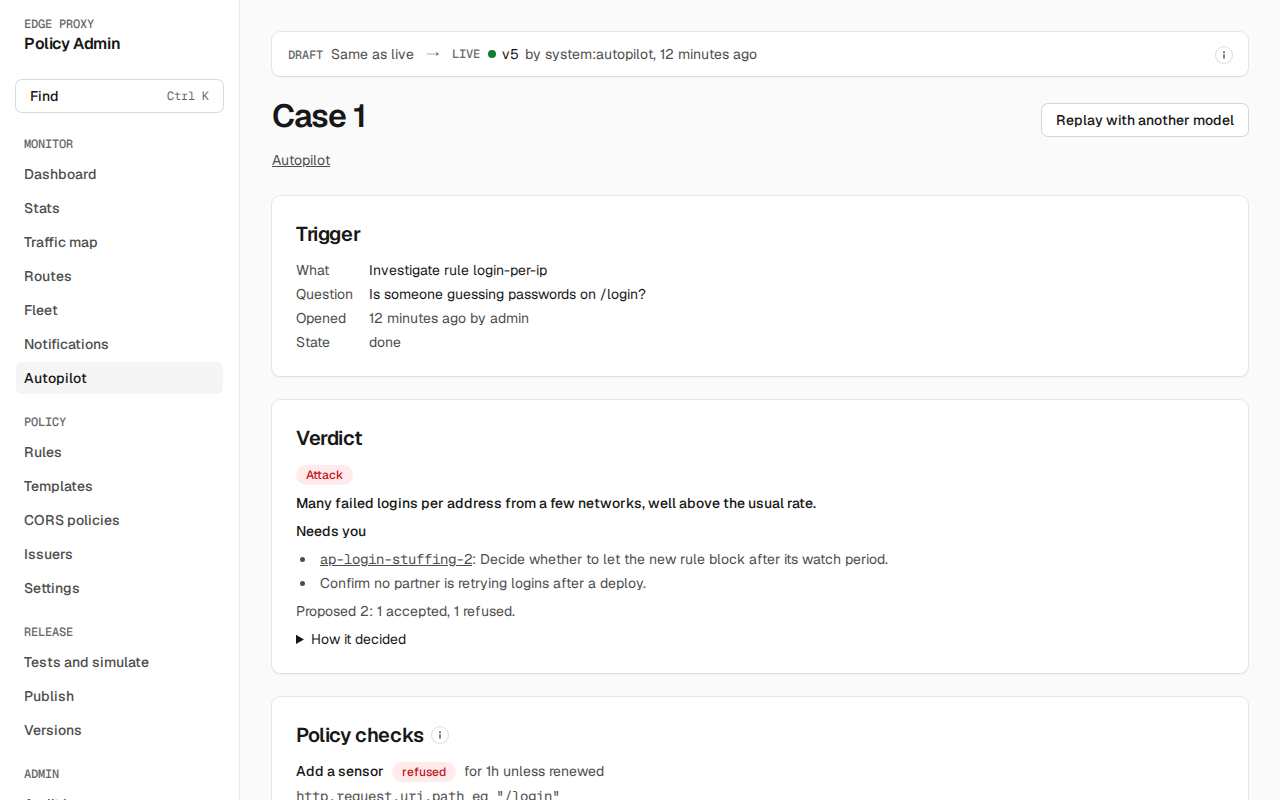 EDGE PROXY
Policy Admin
Find Ctrl K
MONITOR
Dashboard
Stats
Traffic map
Routes
Fleet
Notifications
Autopilot
POLICY
Rules
Templates
CORS policies
Issuers
Settings
RELEASE
Tests and simulate
Publish
Versions
ADMIN
DRAFT Same as live → LIVE v5 by system:autopilot, 12 minutes ago
Case 1
Replay with another model
Autopilot
Trigger
What Investigate rule login-per-ip
Question Is someone guessing passwords on /login?
Opened 12 minutes ago by admin
State done
Verdict
Attack
Many failed logins per address from a few networks, well above the usual rate.
Needs you
• ap-login-stuffing-2: Decide whether to let the new rule block after its watch period.
• Confirm no partner is retrying logins after a deploy.
Proposed 2: 1 accepted, 1 refused.
How it decided
Policy checks
Add a sensor refused for 1h unless renewed
http.request.uri.path eq "/login"